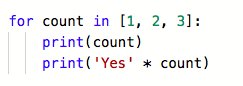 for count in [1, 2, 3]:
    print(count)
    print('Yes' * count)